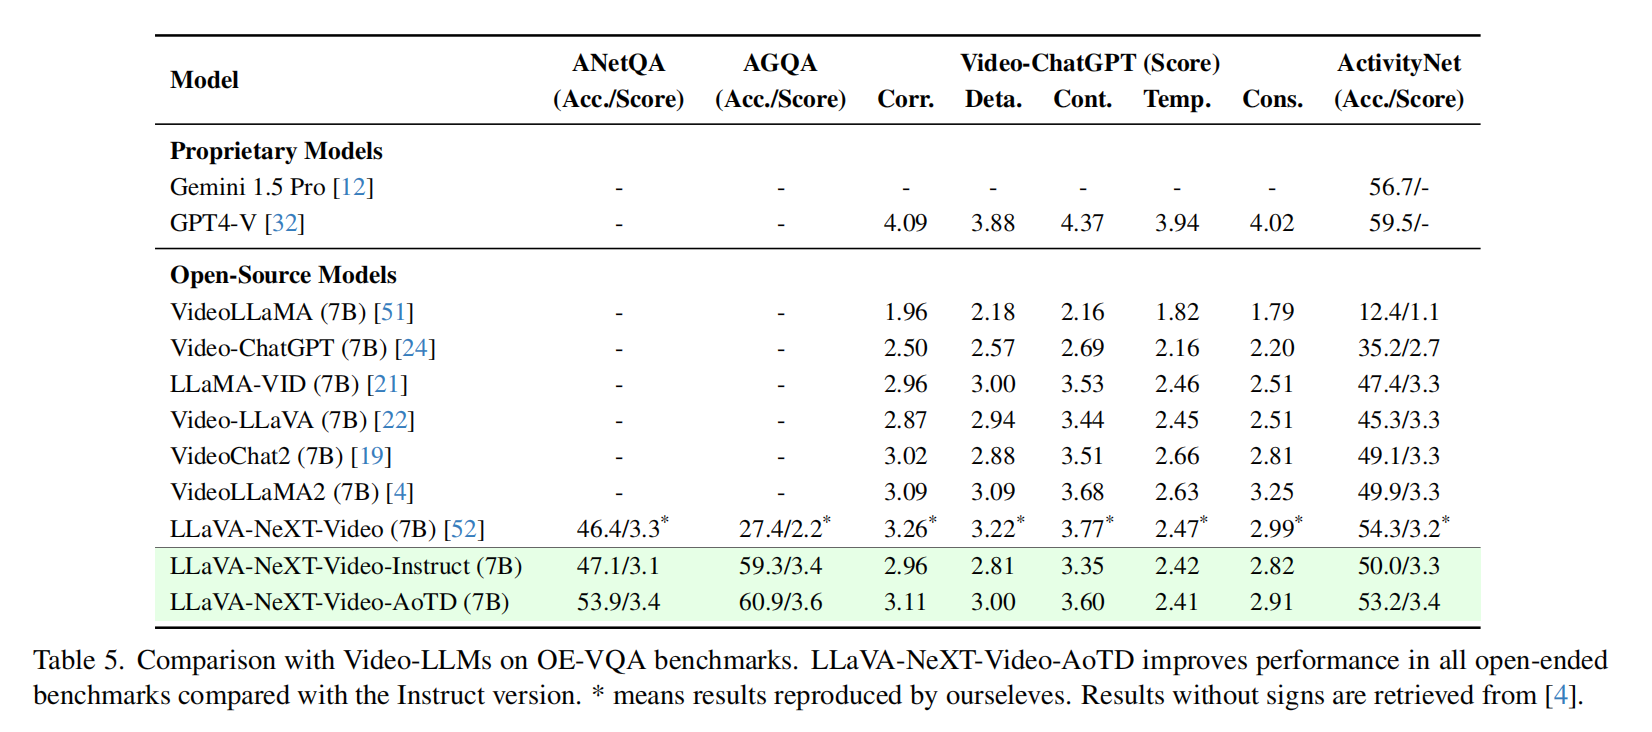 Model ANetQA AGQA Video-ChatGPT (Score) ActivityNet
(Acc./Score) (Acc./Score) Corr. Deta. Cont. Temp. Cons. (Acc./Score)
Proprietary Models
Gemini 1.5 Pro [12] - - - - - - - 56.7/-
GPT4-V [32] - - 4.09 3.88 4.37 3.94 4.02 59.5/-
Open-Source Models
VideoLLaMA (7B) [51] - - 1.96 2.18 2.16 1.82 1.79 12.4/1.1
Video-ChatGPT (7B) [24] - - 2.50 2.57 2.69 2.16 2.20 35.2/2.7
LLaMA-VID (7B) [21] - - 2.96 3.00 3.53 2.46 2.51 47.4/3.3
Video-LLaVA (7B) [22] - - 2.87 2.94 3.44 2.45 2.51 45.3/3.3
VideoChat2 (7B) [19] - - 3.02 2.88 3.51 2.66 2.81 49.1/3.3
VideoLLaMA2 (7B) [4] - - 3.09 3.09 3.68 2.63 3.25 49.9/3.3
LLaVA-NeXT-Video (7B) [52] 46.4/3.3* 27.4/2.2* 3.26* 3.22* 3.77* 2.47* 2.99* 54.3/3.2*
LLaVA-NeXT-Video-Instruct (7B) 47.1/3.1 59.3/3.4 2.96 2.81 3.35 2.42 2.82 50.0/3.3
LLaVA-NeXT-Video-AoTD (7B) 53.9/3.4 60.9/3.6 3.11 3.00 3.60 2.41 2.91 53.2/3.4
Table 5. Comparison with Video-LLMs on OE-VQA benchmarks. LLaVA-NeXT-Video-AoTD improves performance in all open-ended
benchmarks compared with the Instruct version. * means results reproduced by ourseleves. Results without signs are retrieved from [4].